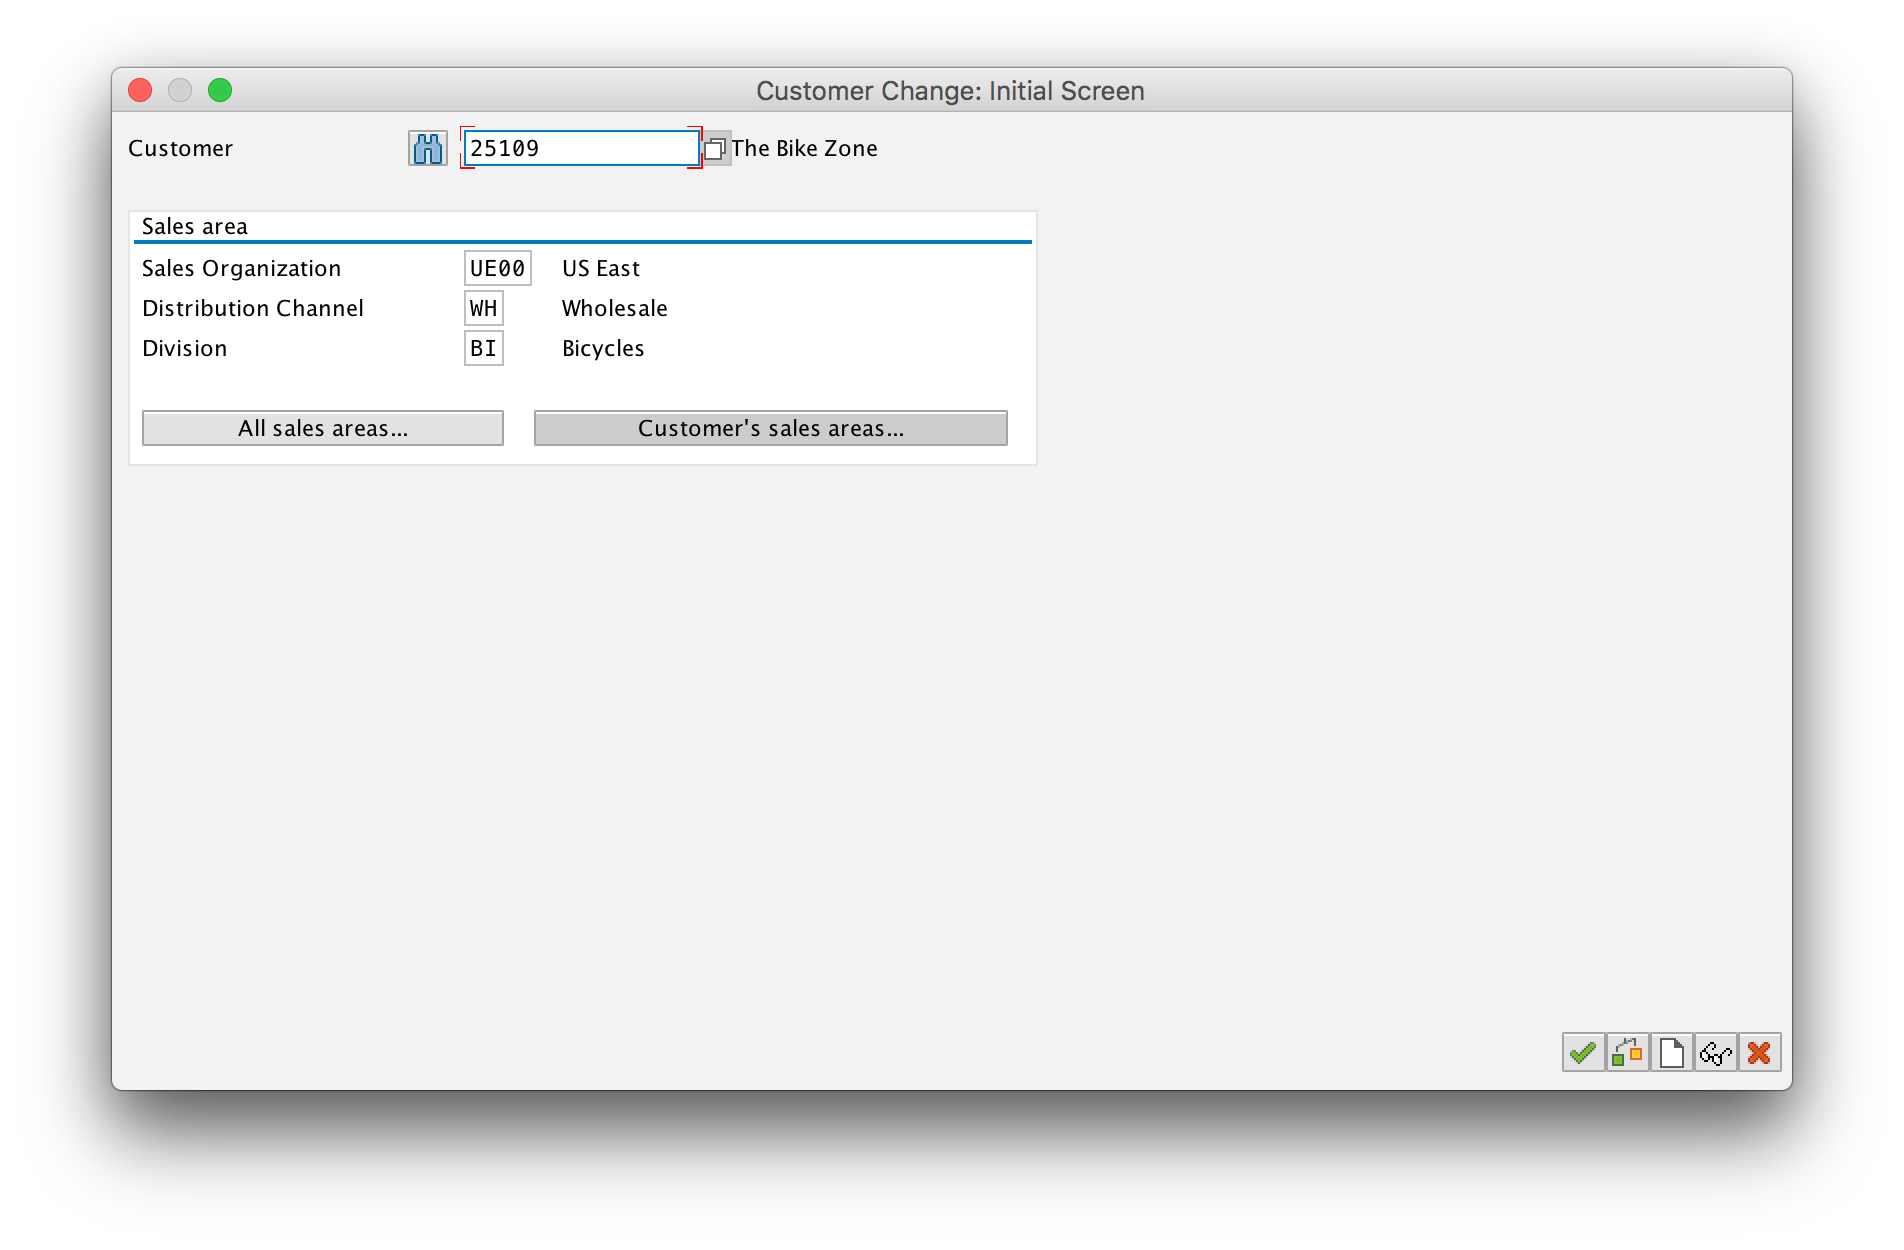 Customer Change: Initial Screen
Customer 25109 The Bike Zone
Sales area
Sales Organization UE00 US East
Distribution Channel WH Wholesale
Division BI Bicycles
All sales areas... Customer's sales areas...